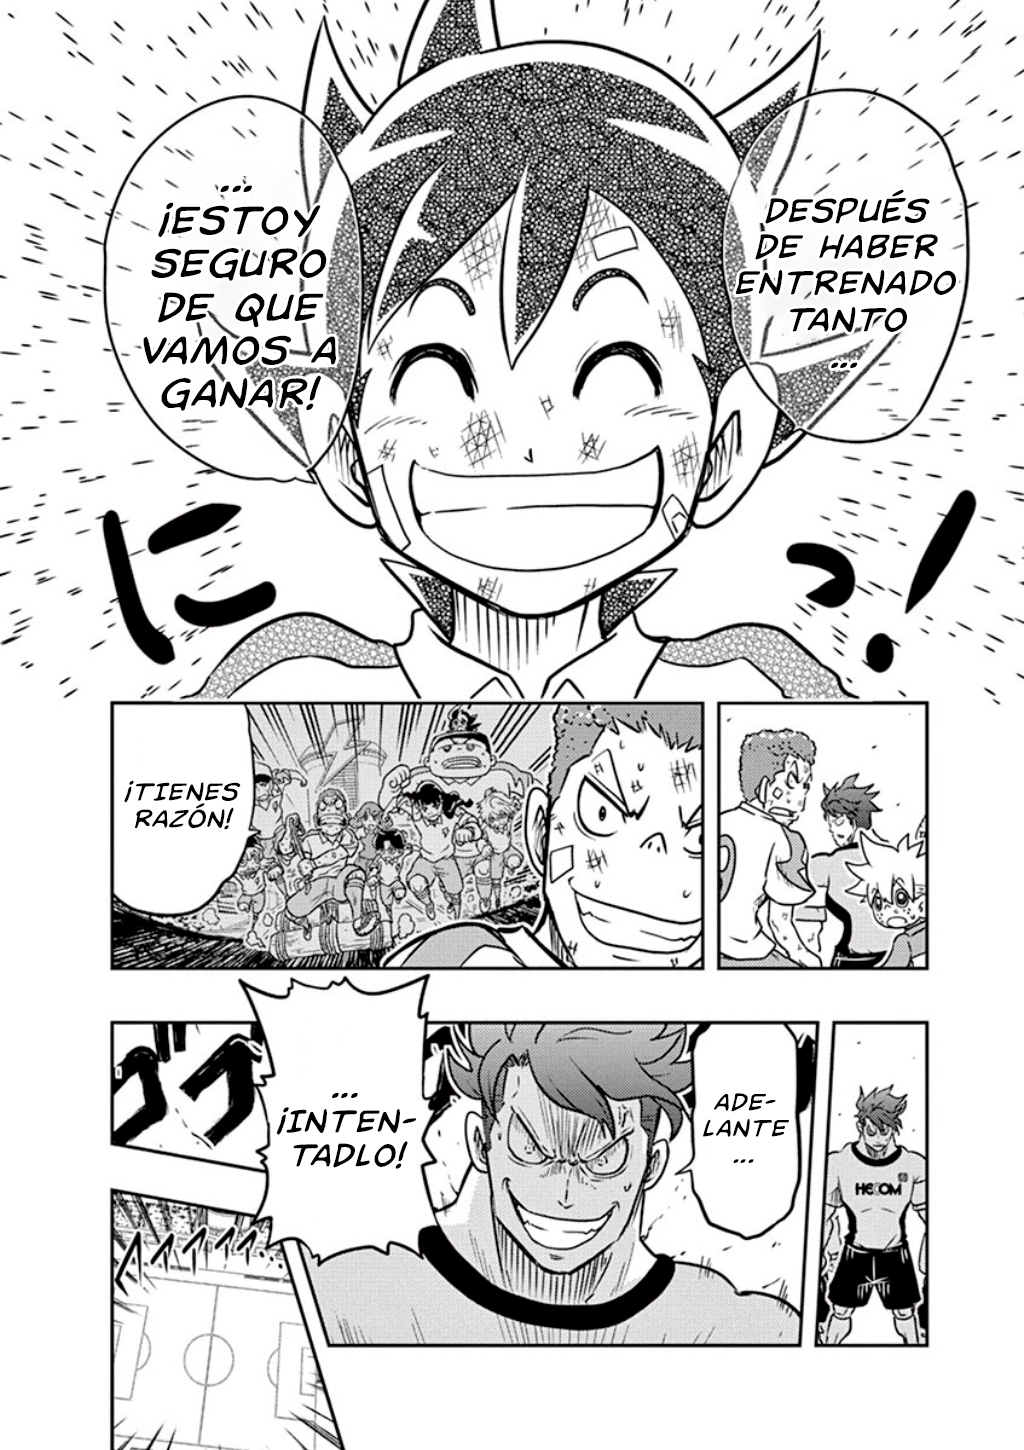 DESPUÉS
DE HABER
ENTRENADO
TANTO
...
...
¡ESTOY
SEGURO
DE QUE
VAMOS A
GANAR!
にっ!
¡TIENES
RAZÓN!
HECOM
ADE-
LANTE
...
...
¡INTEN-
TADLO!